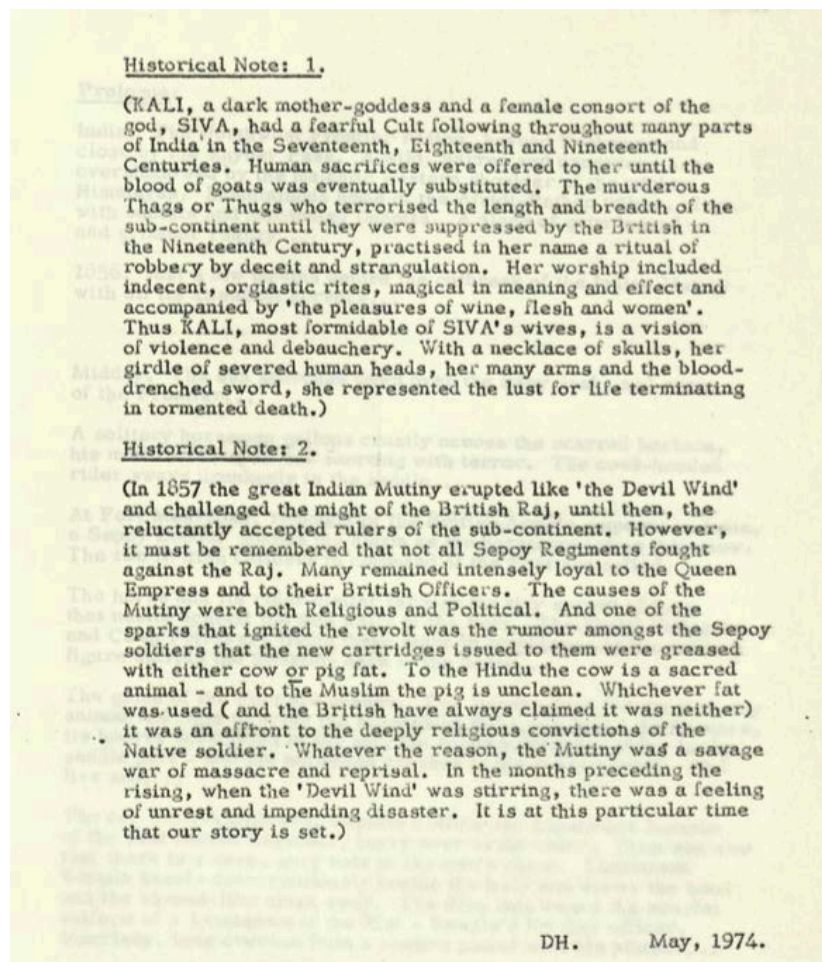 Historical Note: 1.
(KALI, a dark mother-goddess and a female consort of the
god, SIVA, had a fearful Cult following throughout many parts
of India in the Seventeenth, Eighteenth and Nineteenth
Centuries. Human sacrifices were offered to her until the
blood of goats was eventually substituted. The murderous
Thags or Thugs who terrorised the length and breadth of the
sub-continent until they were suppressed by the British in
the Nineteenth Century, practised in her name a ritual of
robbery by deceit and strangulation. Her worship included
indecent, orgiastic rites, magical in meaning and effect and
accompanied by 'the pleasures of wine, flesh and women'.
Thus KALI, most formidable of SIVA's wives, is a vision
of violence and debauchery. With a necklace of skulls, her
girdle of severed human heads, her many arms and the blood-
drenched sword, she represented the lust for life terminating
in tormented death.)
Historical Note: 2.
(In 1857 the great Indian Mutiny erupted like 'the Devil Wind'
and challenged the might of the British Raj, until then, the
reluctantly accepted rulers of the sub-continent. However,
it must be remembered that not all Sepoy Regiments fought
against the Raj. Many remained intensely loyal to the Queen
Empress and to their British Officers. The causes of the
Mutiny were both Religious and Political. And one of the
sparks that ignited the revolt was the rumour amongst the Sepoy
soldiers that the new cartridges issued to them were greased
with either cow or pig fat. To the Hindu the cow is a sacred
animal - and to the Muslim the pig is unclean. Whichever fat
was used ( and the British have always claimed it was neither)
it was an affront to the deeply religious convictions of the
Native soldier. Whatever the reason, the Mutiny was a savage
war of massacre and reprisal. In the months preceding the
rising, when the 'Devil Wind' was stirring, there was a feeling
of unrest and impending disaster. It is at this particular time
that our story is set.)
DH. May, 1974.